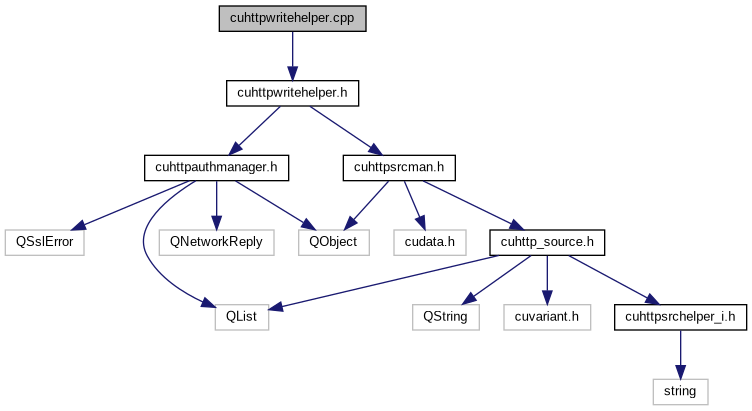 cuhttpwritehelper.cpp
cuhttpwritehelper.h
cuhttpauthmanager.h
cuhttpsrcman.h
QSslError
QNetworkReply
QObject
cudata.h
cuhttp_source.h
QList
QString
cuvariant.h
cuhttpsrchelper_i.h
string